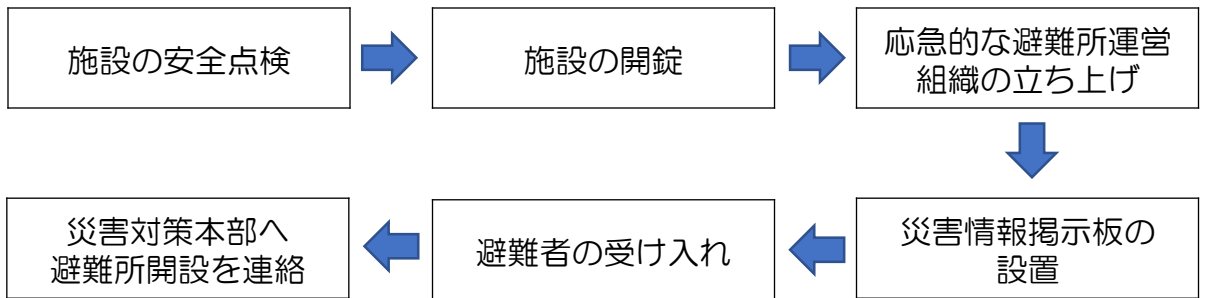 施設の安全点検
施設の開錠
応急的な避難所運営
組織の立ち上げ
災害情報掲示板の
設置
避難者の受け入れ
災害対策本部へ
避難所開設を連絡